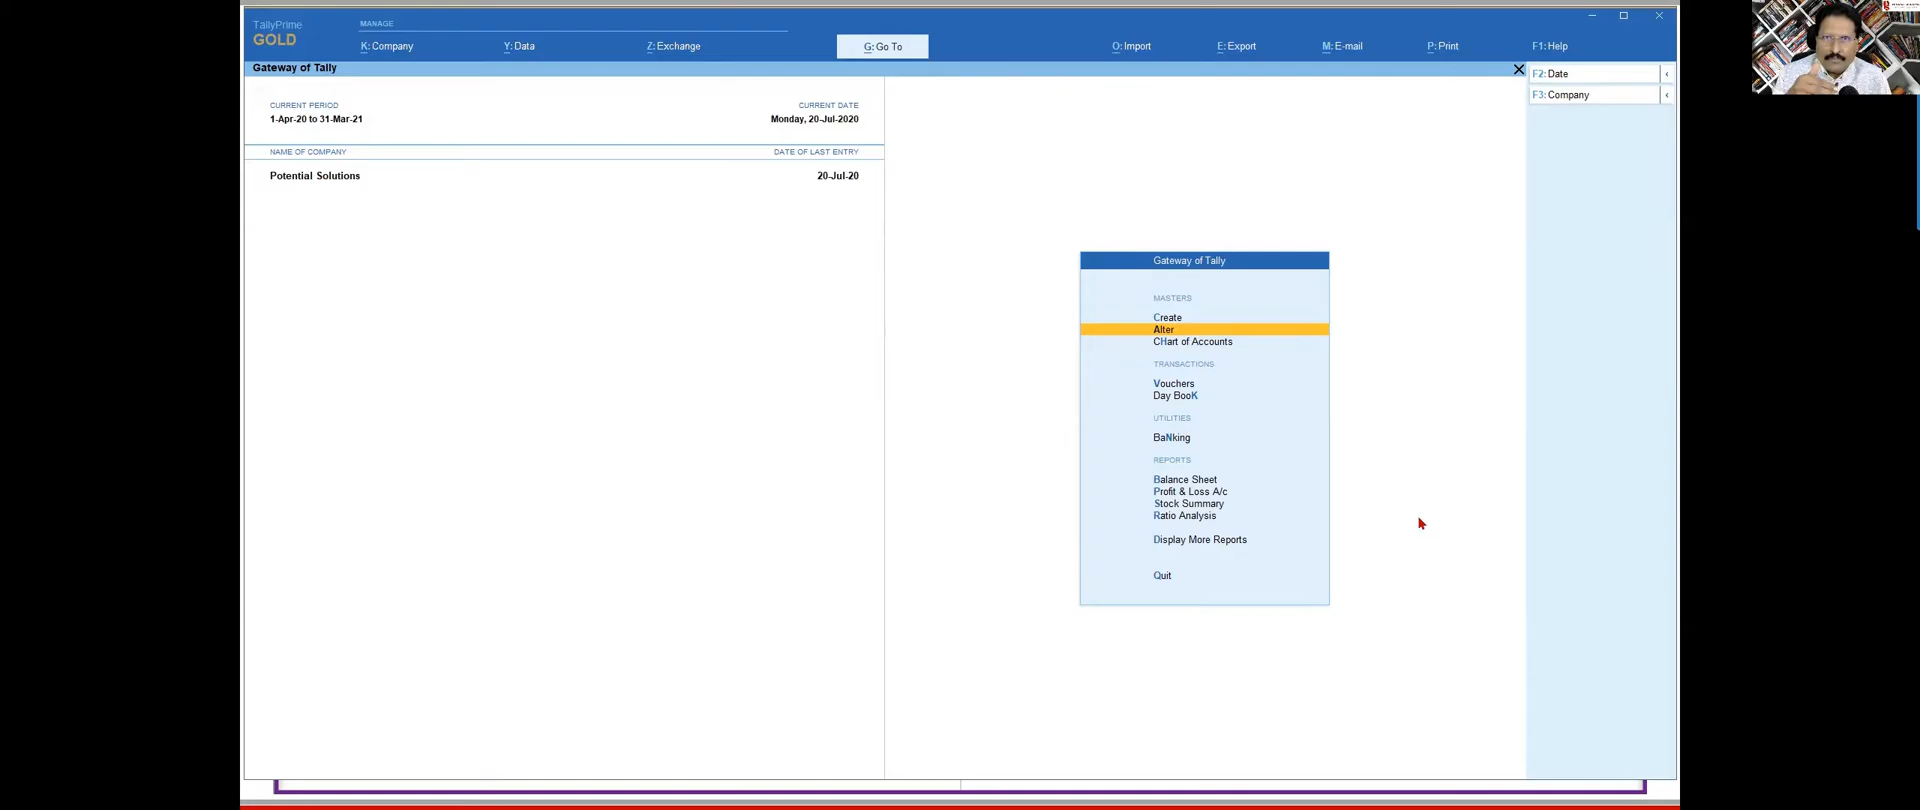 TallyPrime
GOLD
MANAGE
K: Company
Y: Data
Z: Exchange
G: Go To
O: Import
E: Export
M: E-mail
P: Print
F1: Help
Gateway of Tally
F2: Date
F3: Company
CURRENT PERIOD
CURRENT DATE
1-Apr-20 to 31-Mar-21
Monday, 20-Jul-2020
NAME OF COMPANY
DATE OF LAST ENTRY
Potential Solutions
20-Jul-20
Gateway of Tally
MASTERS
Create
Alter
CHart of Accounts
TRANSACTIONS
Vouchers
Day BooK
UTILITIES
BaNking
REPORTS
Balance Sheet
Profit & Loss A/c
Stock Summary
Ratio Analysis
Display More Reports
Quit